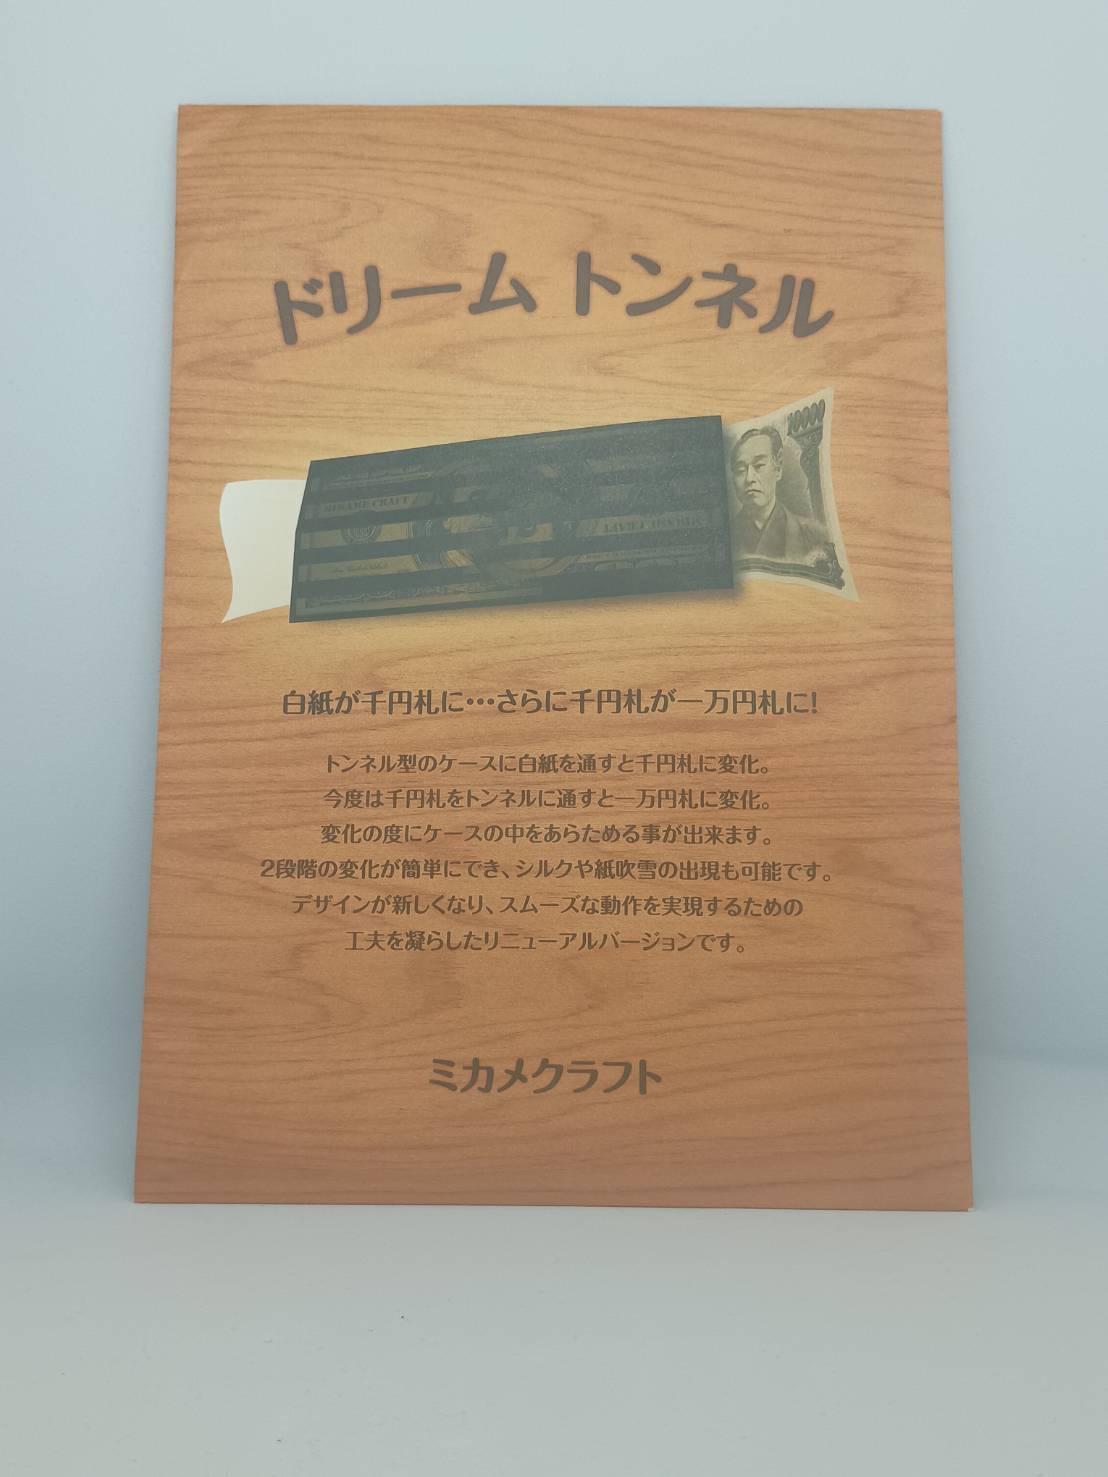 ドリーム トンネル
10000
MIKAME CRAFT
MIKAME CRAFT
白紙が千円札に…さらに千円札が一万円札に!
トンネル型のケースに白紙を通すと千円札に変化。
今度は千円札をトンネルに通すと一万円札に変化。
変化の度にケースの中をあらためる事が出来ます。
2段階の変化が簡単にでき、シルクや紙吹雪の出現も可能です。
デザインが新しくなり、スムーズな動作を実現するための
工夫を凝らしたリニューアルバージョンです。
ミカメクラフト